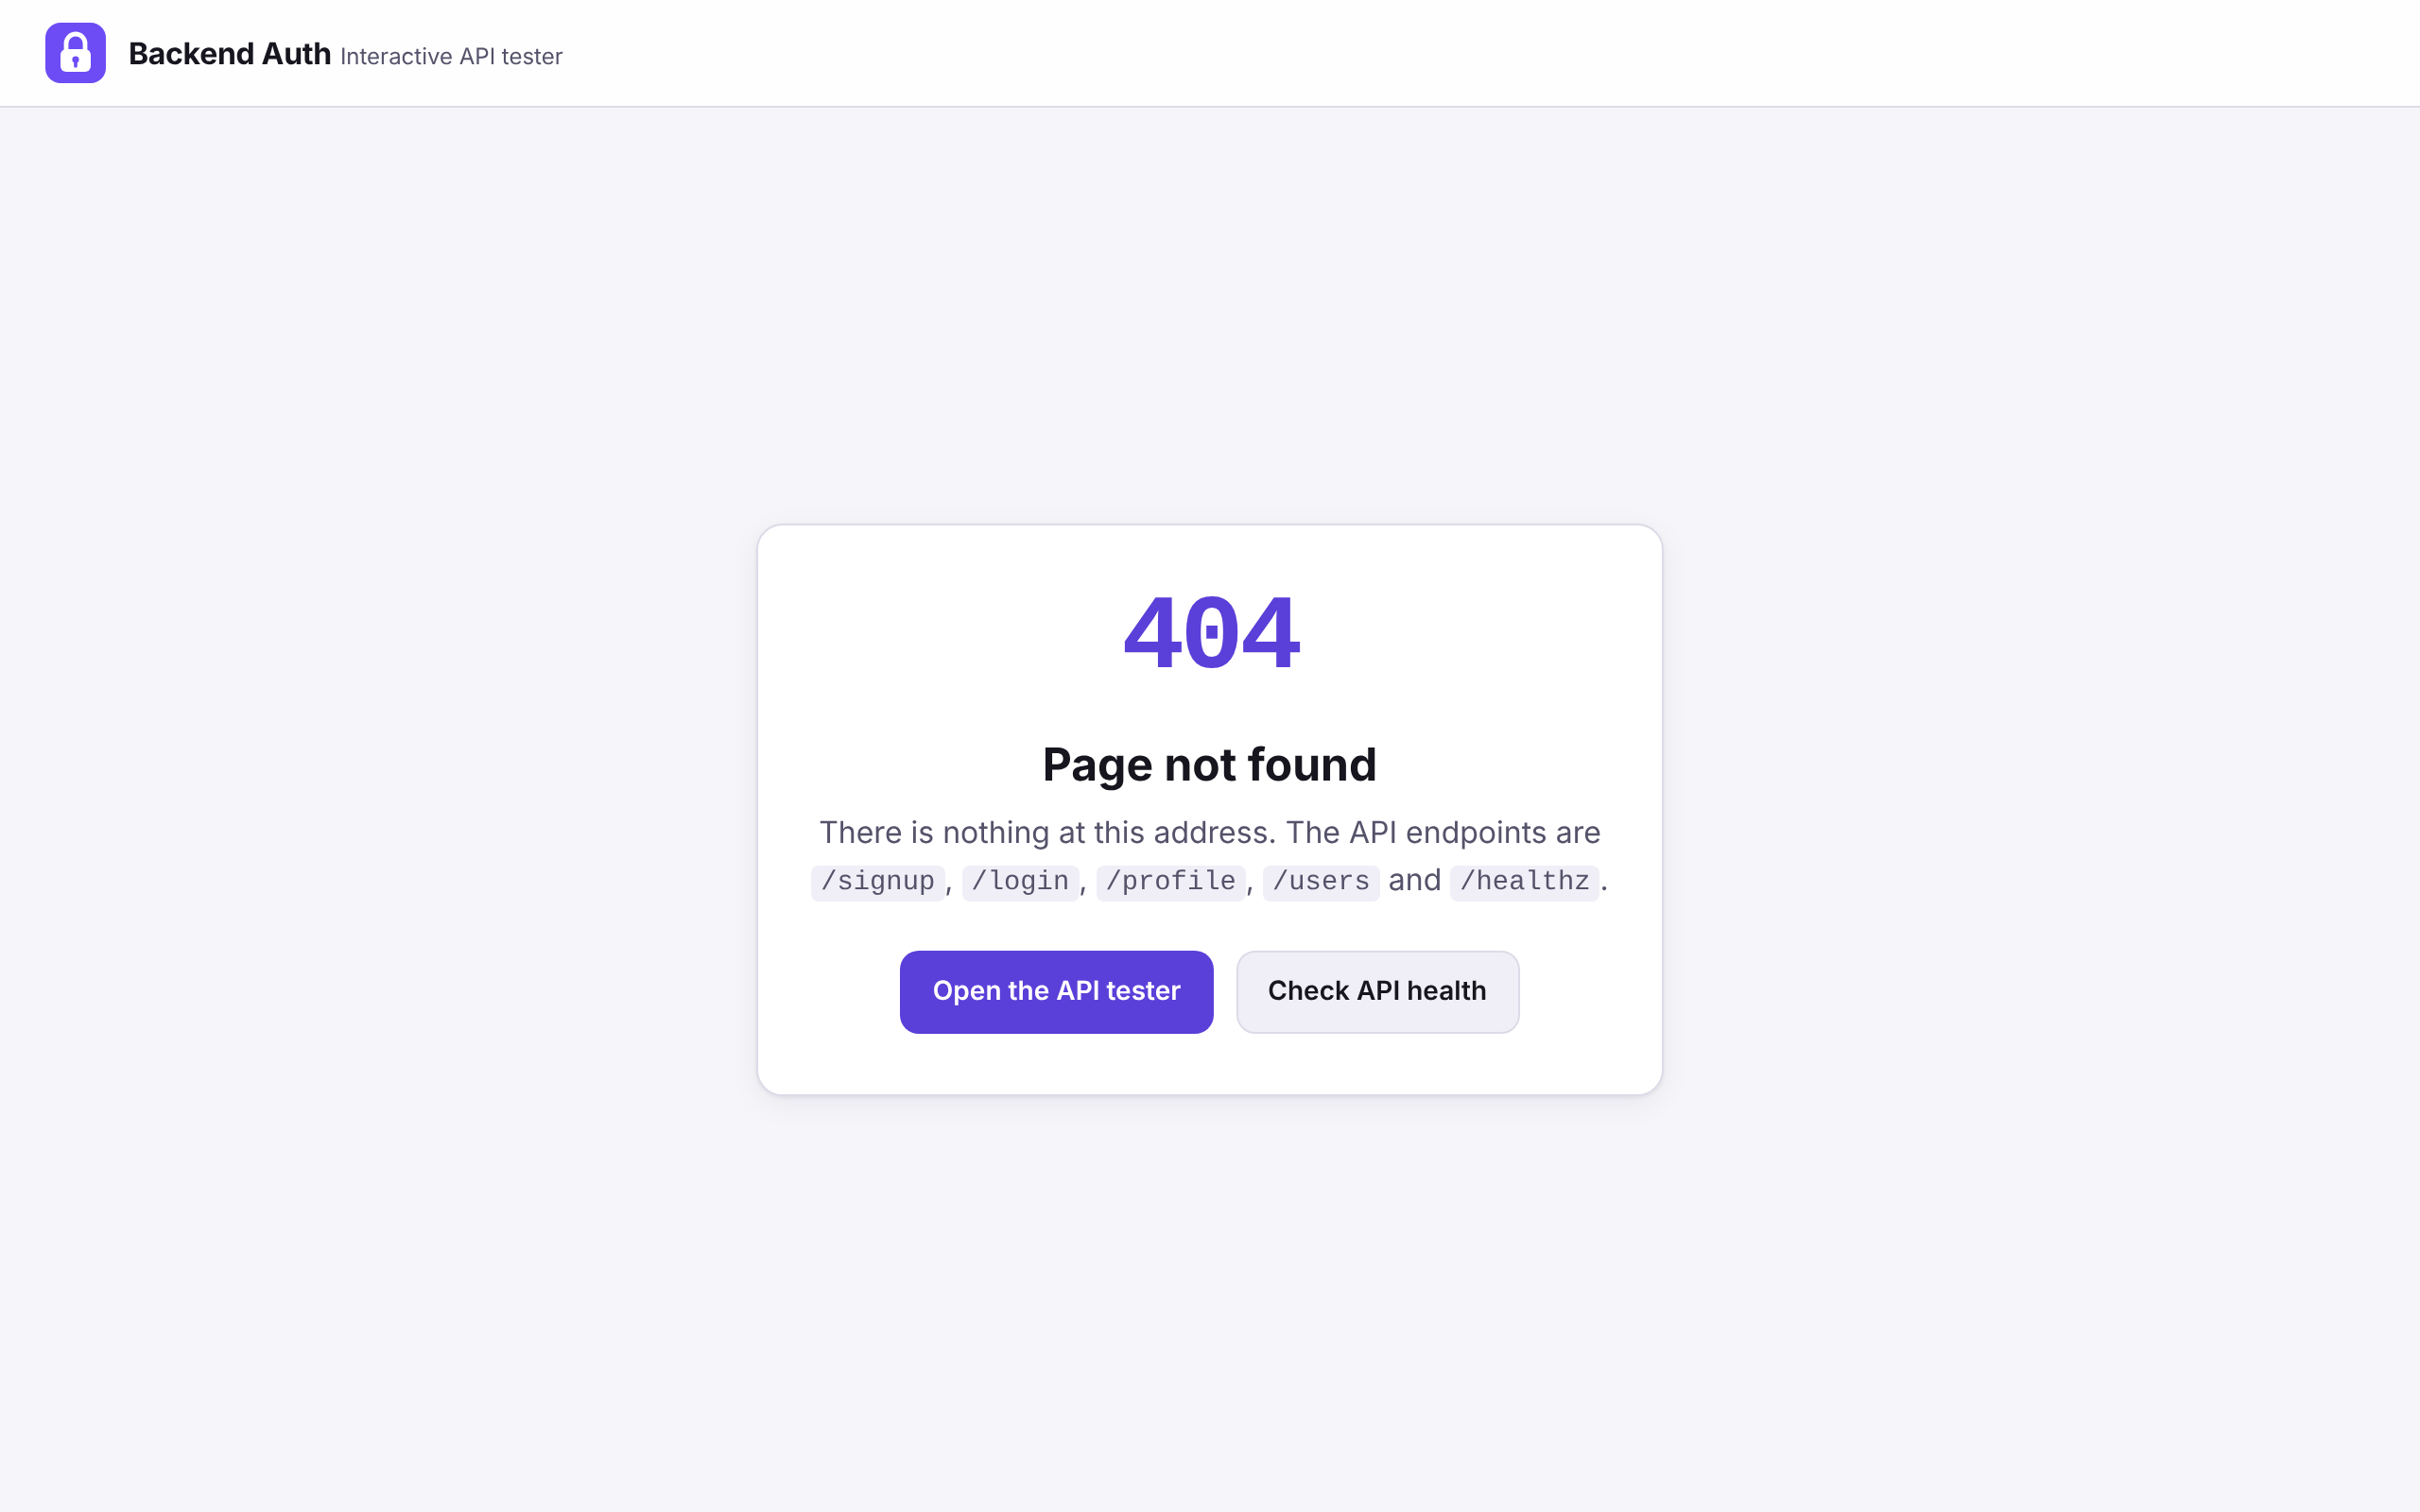 Backend Auth Interactive API tester
404
Page not found
There is nothing at this address. The API endpoints are
/signup, /login, /profile, /users and /healthz.
Open the API tester
Check API health